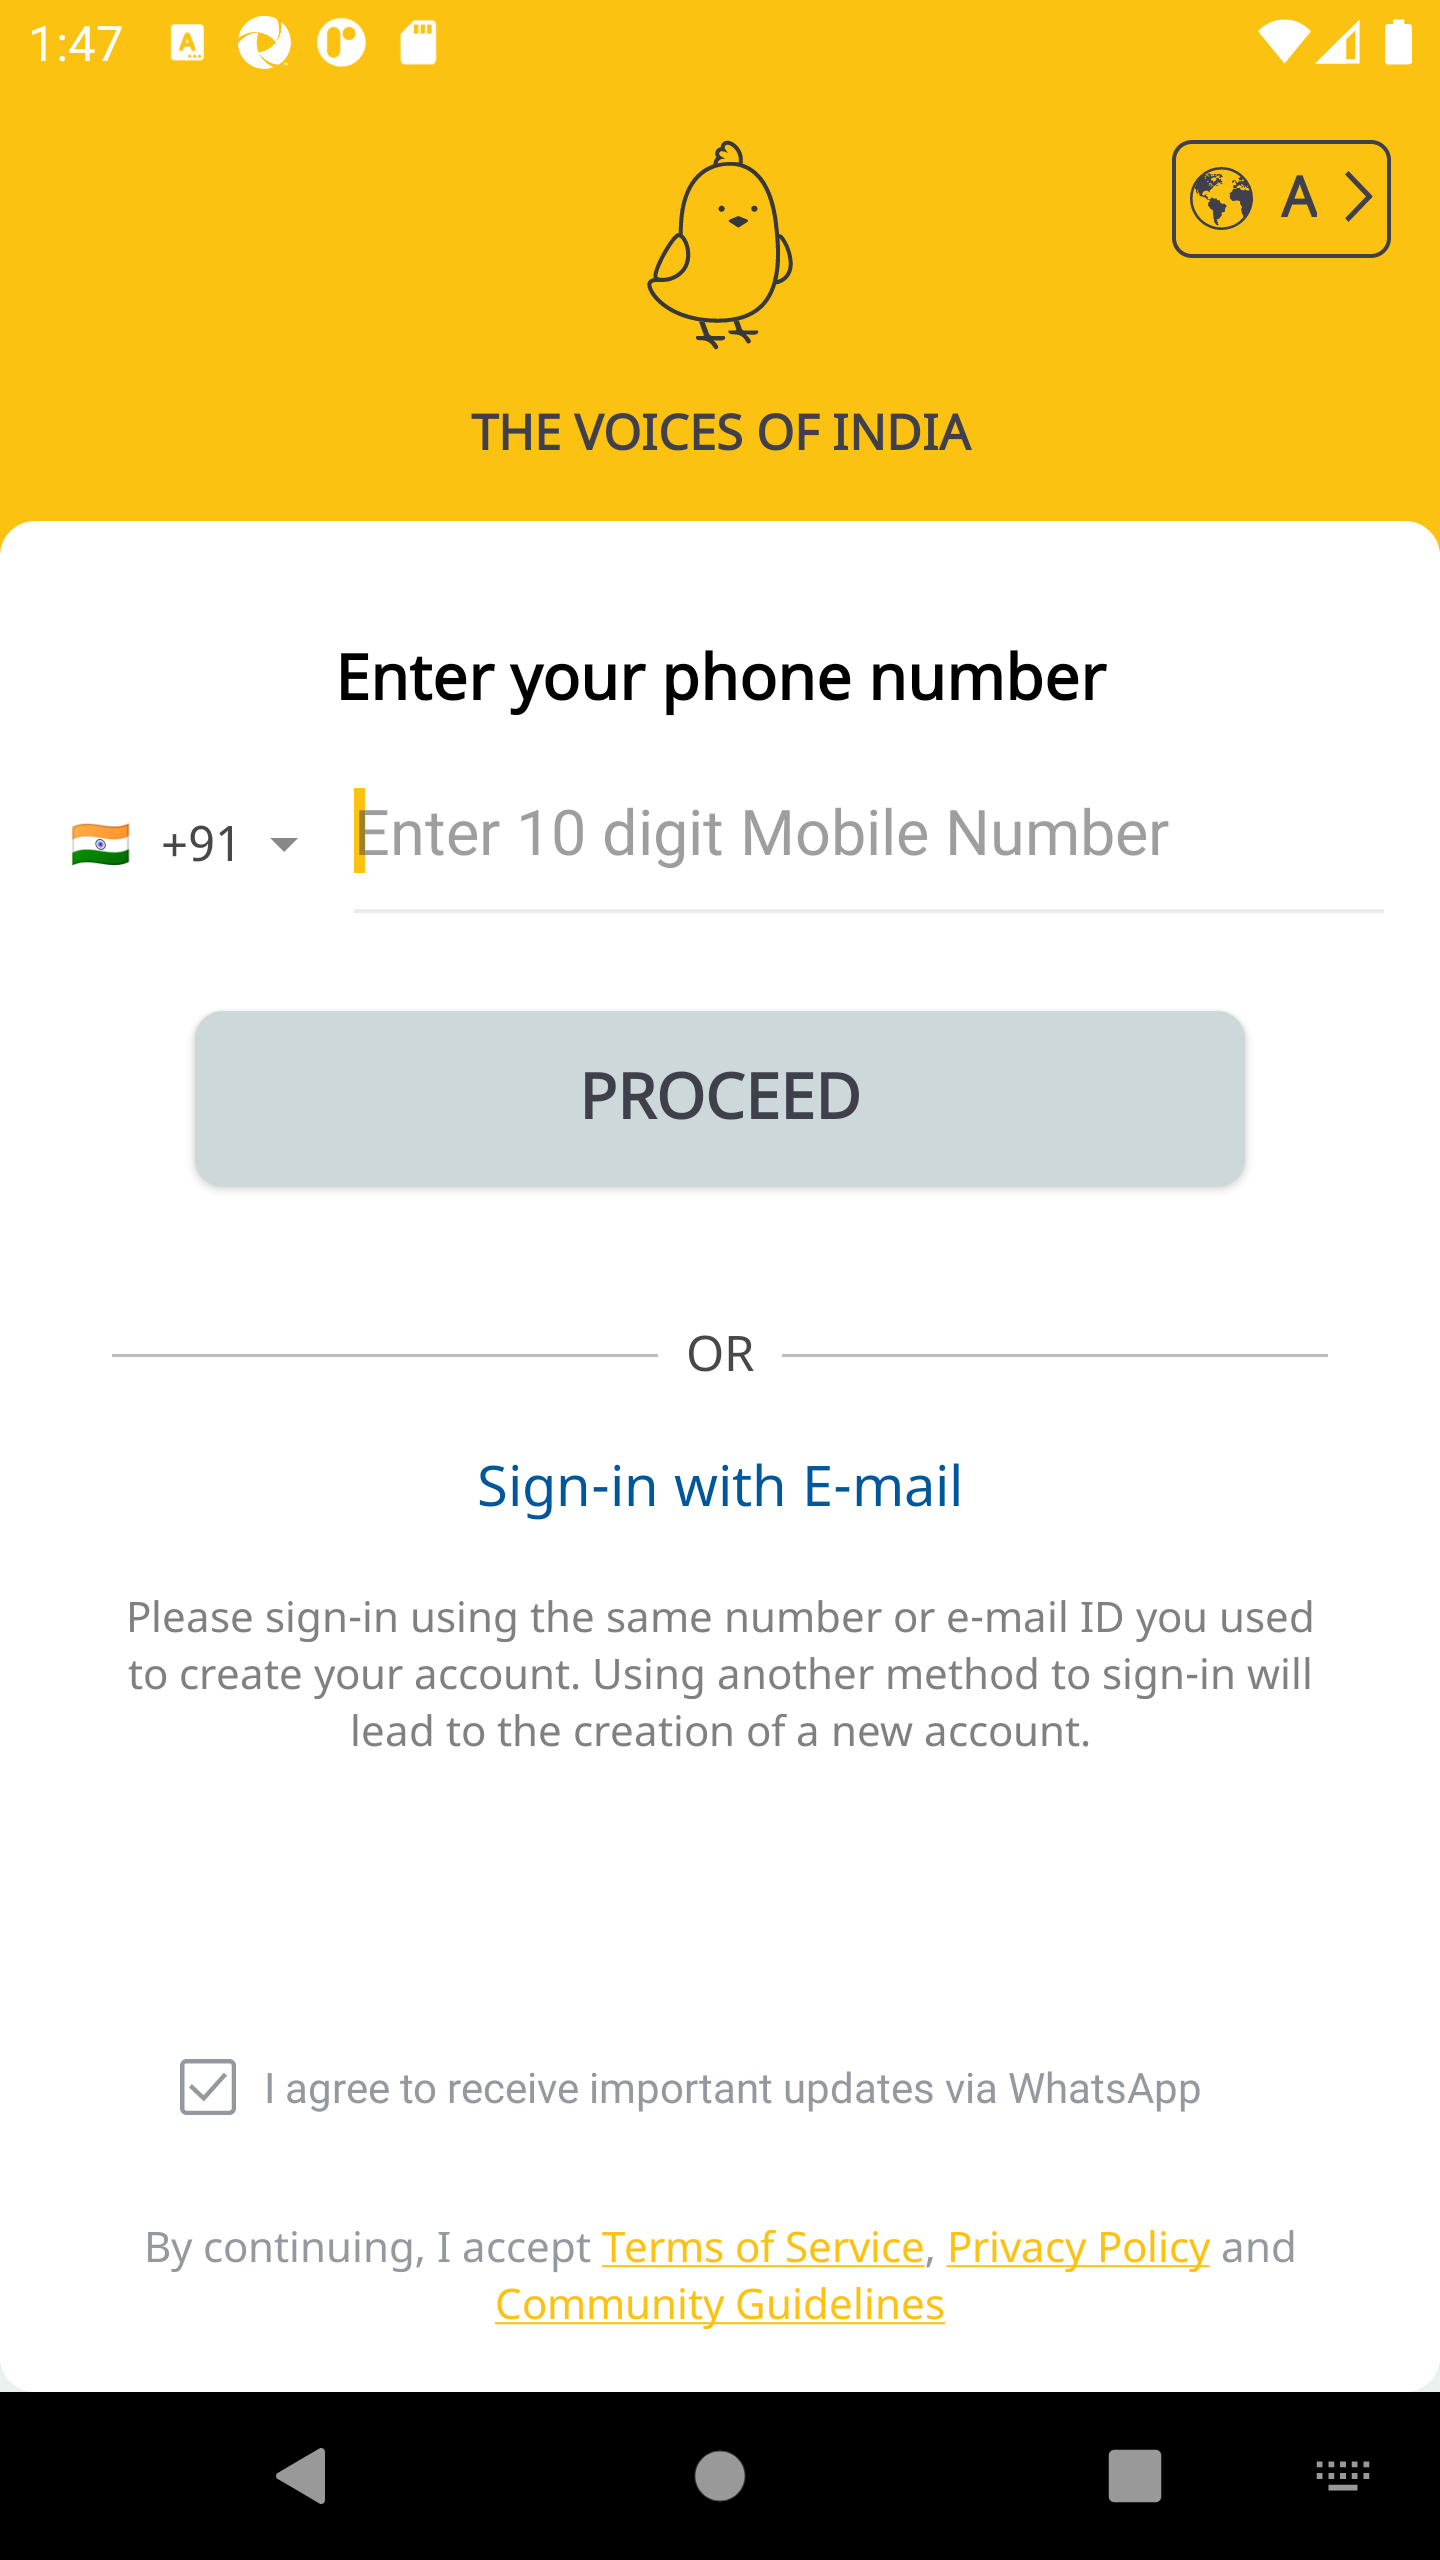 1:47
A
THE VOICES OF INDIA
Enter your phone number
+91
Enter 10 digit Mobile Number
PROCEED
OR
Sign-in with E-mail
Please sign-in using the same number or e-mail ID you used
to create your account. Using another method to sign-in will
lead to the creation of a new account.
I agree to receive important updates via WhatsApp
By continuing, I accept Terms of Service, Privacy Policy and
Community Guidelines